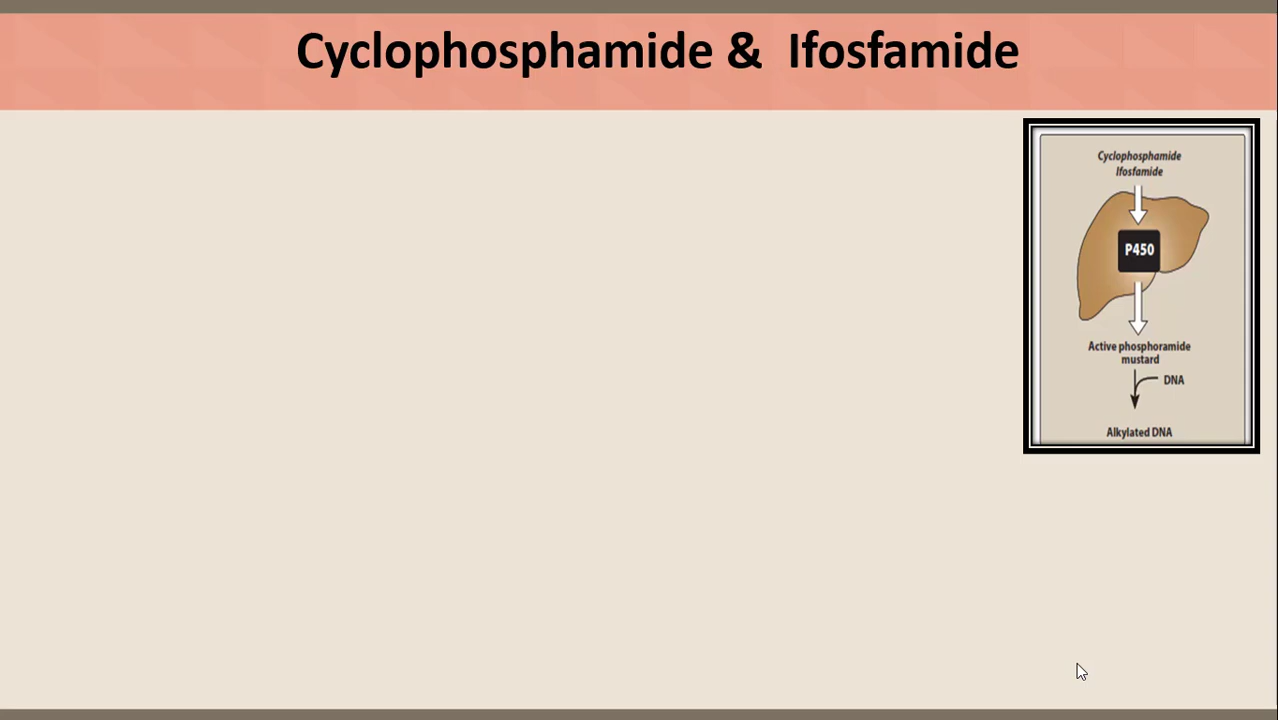 Cyclophosphamide & Ifosfamide
Cyclophosphamide
Ifosfamide
P450
Active phosphoramide
mustard
DNA
Alkylated DNA